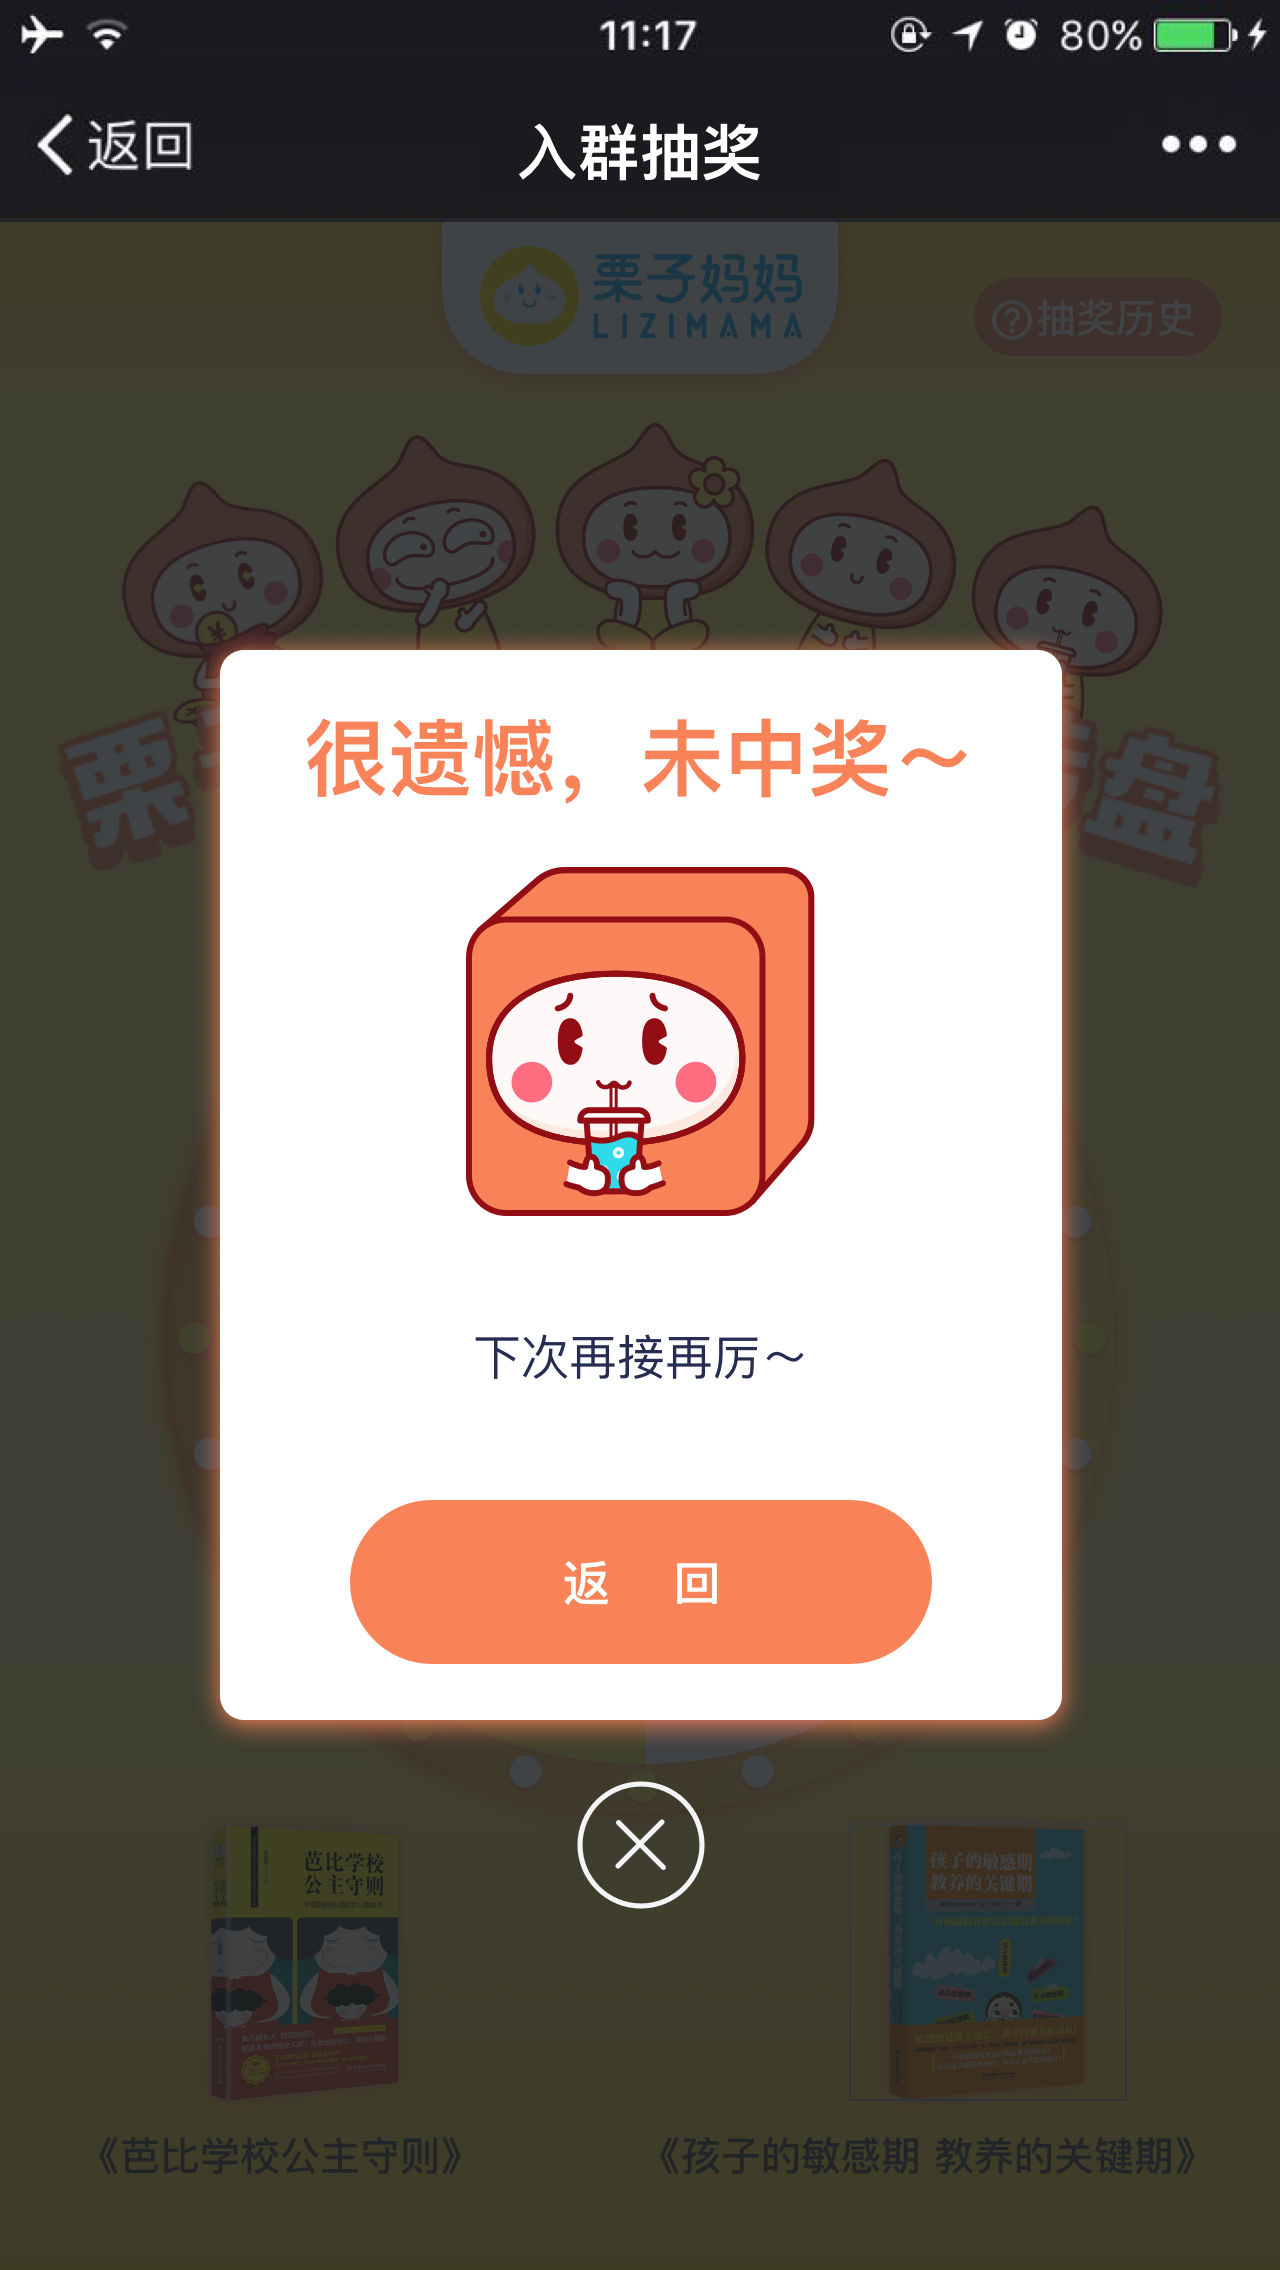 11:17
80%
返回
入群抽奖
栗子妈妈
LIZIMAMA
抽奖历史
栗
盘
很遗憾，未中奖～
下次再接再厉～
返 回
芭比学校
公主守则
孩子的敏感期
教养的关键期
《芭比学校公主守则》
《孩子的敏感期 教养的关键期》